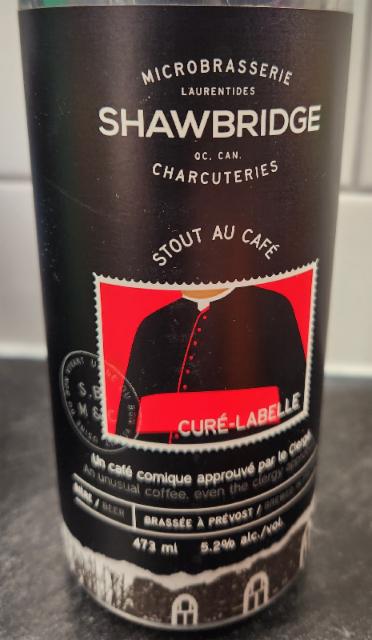 MICROBRASSERIE
LAURENTIDES
SHAWBRIDGE
QC. CAN.
CHARCUTERIES
STOUT AU CAFÉ
S.B
M &
CURÉ-LABELLE
Un café comique approuvé par le Clergé
An unusual coffee, even the clergy
BIÈRE / BEER
BRASSÉE À PRÉVOST /
473 ml 5.2% alc./vol.